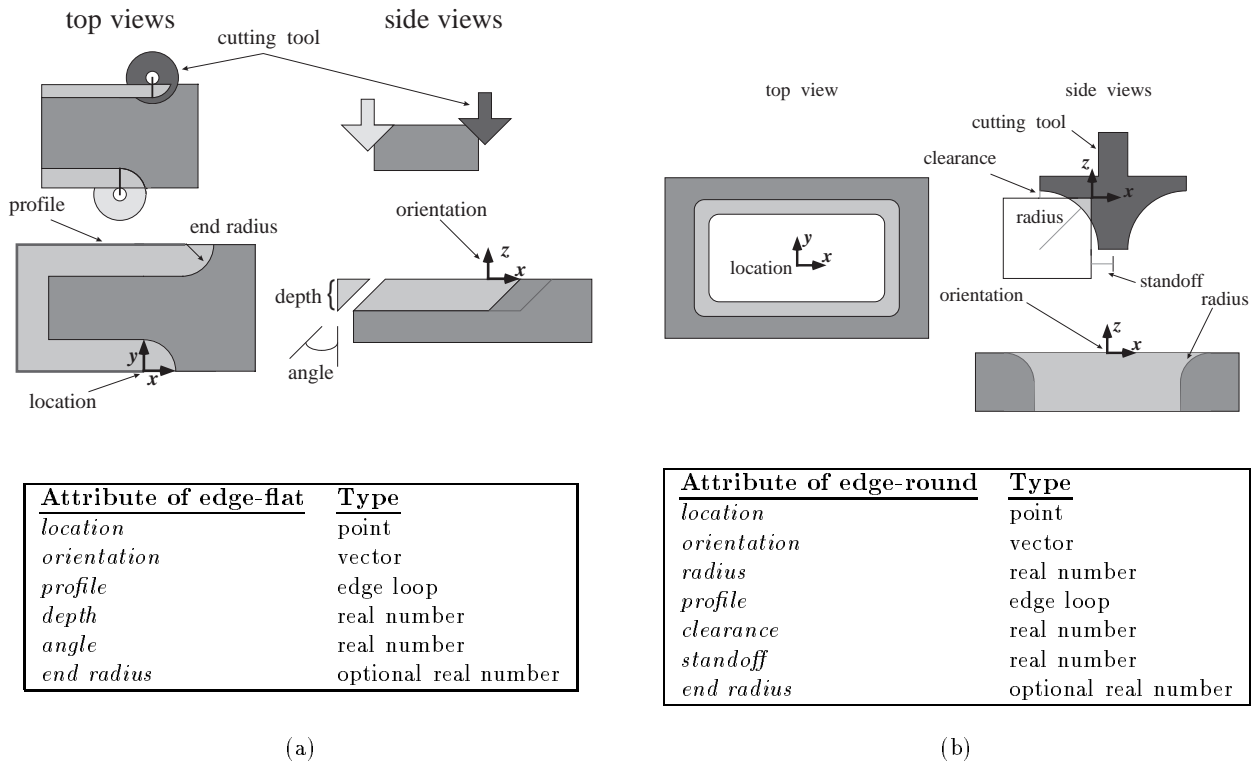 top views
side views
cutting tool
profile
end radius
orientation
z
x
depth
angle
y
x
location
Attribute of edge-flat Type
location point
orientation vector
profile edge loop
depth real number
angle real number
end radius optional real number
(a)
top view
side views
cutting tool
clearance
z
x
radius
y
location x
standoff
orientation
radius
z
x
Attribute of edge-round Type
location point
orientation vector
radius real number
profile edge loop
clearance real number
standoff real number
end radius optional real number
(b)